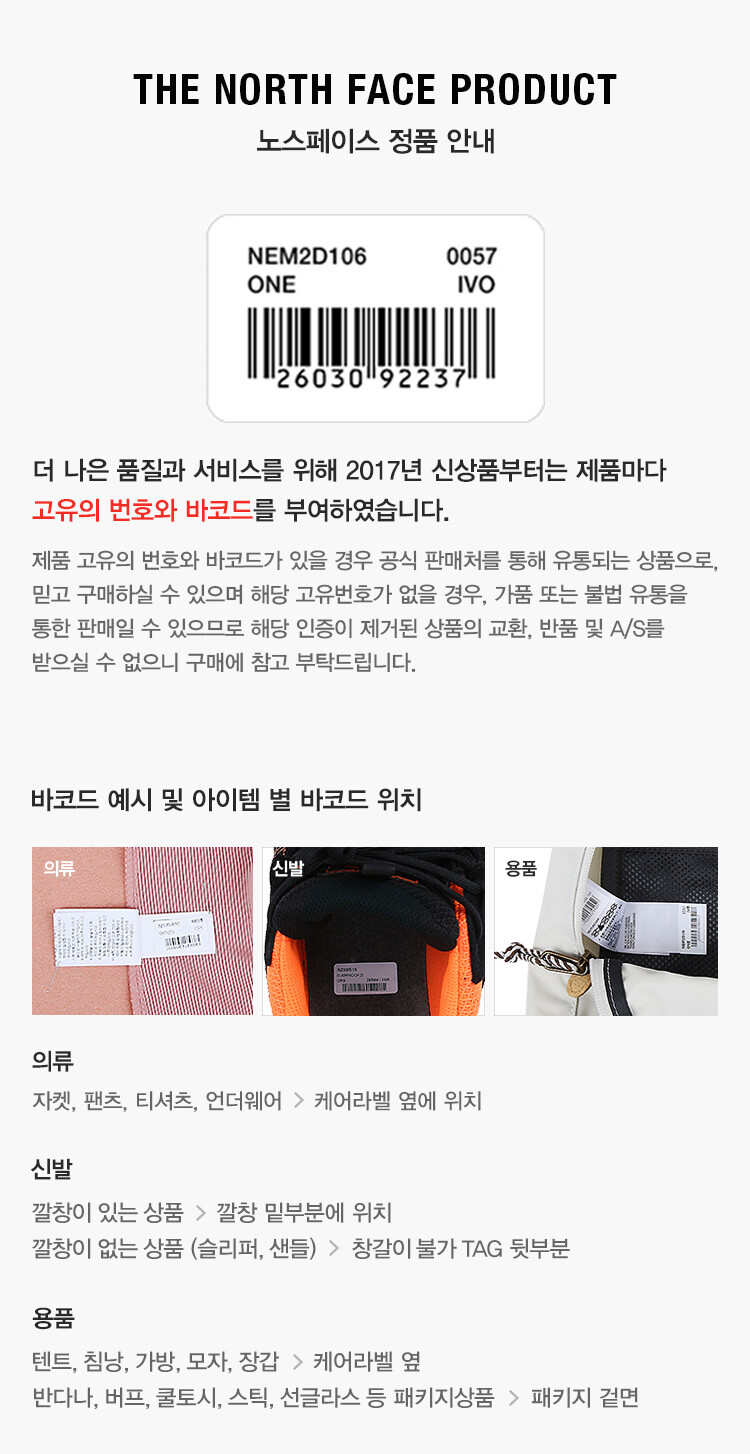 THE NORTH FACE PRODUCT
노스페이스 정품 안내
NEM2D106 0057
ONE IVO
26030 92237
더 나은 품질과 서비스를 위해 2017년 신상품부터는 제품마다
고유의 번호와 바코드를 부여하였습니다.
제품 고유의 번호와 바코드가 있을 경우 공식 판매처를 통해 유통되는 상품으로,
믿고 구매하실 수 있으며 해당 고유번호가 없을 경우, 가품 또는 불법 유통을
통한 판매일 수 있으므로 해당 인증이 제거된 상품의 교환, 반품 및 A/S를
받으실 수 없으니 구매에 참고 부탁드립니다.
바코드 예시 및 아이템 별 바코드 위치
의류 신발 용품
의류
자켓, 팬츠, 티셔츠, 언더웨어 > 케어라벨 옆에 위치
신발
깔창이 있는 상품 > 깔창 밑부분에 위치
깔창이 없는 상품 (슬리퍼, 샌들) > 창갈이 불가 TAG 뒷부분
용품
텐트, 침낭, 가방, 모자, 장갑 > 케어라벨 옆
반다나, 버프, 쿨토시, 스틱, 선글라스 등 패키지상품 > 패키지 겉면